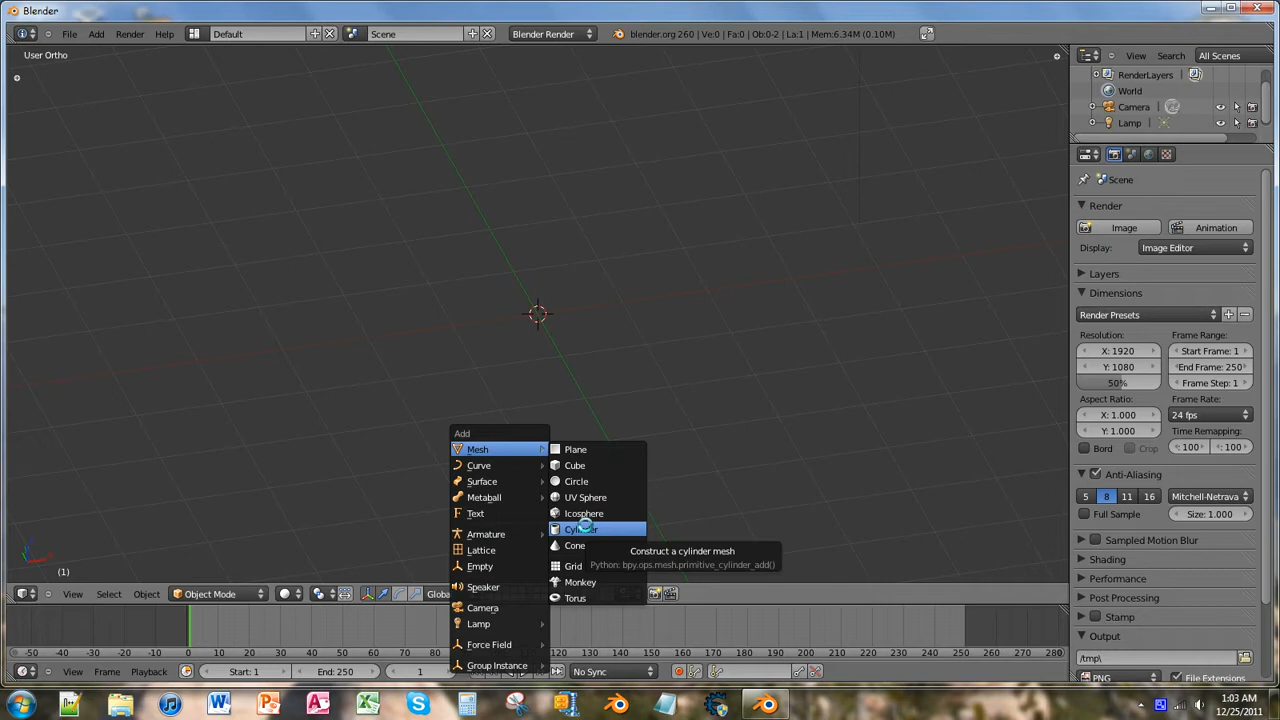 Blender
File Add Render Help Default Scene Blender Render blender.org 260 | Ve:0 | Fa:0 | Ob:0-2 | La:1 | Mem:6.34M (0.10M)
User Ortho
View Search All Scenes
RenderLayers
World
Camera
Lamp
Scene
Render
Image Animation
Display: Image Editor
Layers
Dimensions
Render Presets
Resolution: Frame Range:
X: 1920 Start Frame: 1
Y: 1080 End Frame: 250
50% Frame Step: 1
Aspect Ratio: Frame Rate:
X: 1.000 24 fps
Y: 1.000 Time Remapping:
Bord Crop 100 100
Anti-Aliasing
5 8 11 16 Mitchell-Netrava
Full Sample Size: 1.000
Sampled Motion Blur
Shading
Performance
Post Processing
Stamp
Output
/tmp\
PNG File Extensions
Add
Mesh
Curve
Surface
Metaball
Text
Armature
Lattice
Empty
Speaker
Camera
Lamp
Force Field
Group Instance
Plane
Cube
Circle
UV Sphere
Icosphere
Cylinder
Cone
Grid
Monkey
Torus
Construct a cylinder mesh
Python: bpy.ops.mesh.primitive_cylinder_add()
(1)
View Select Object Object Mode Global
-50 -40 -30 -20 -10 0 10 20 30 40 50 60 70 80 90 100 110 120 130 140 150 160 170 180 190 200 210 220 230 240 250 260 270 280
View Marker Frame Playback Start: 1 End: 250 1 No Sync
1:03 AM
12/25/2011